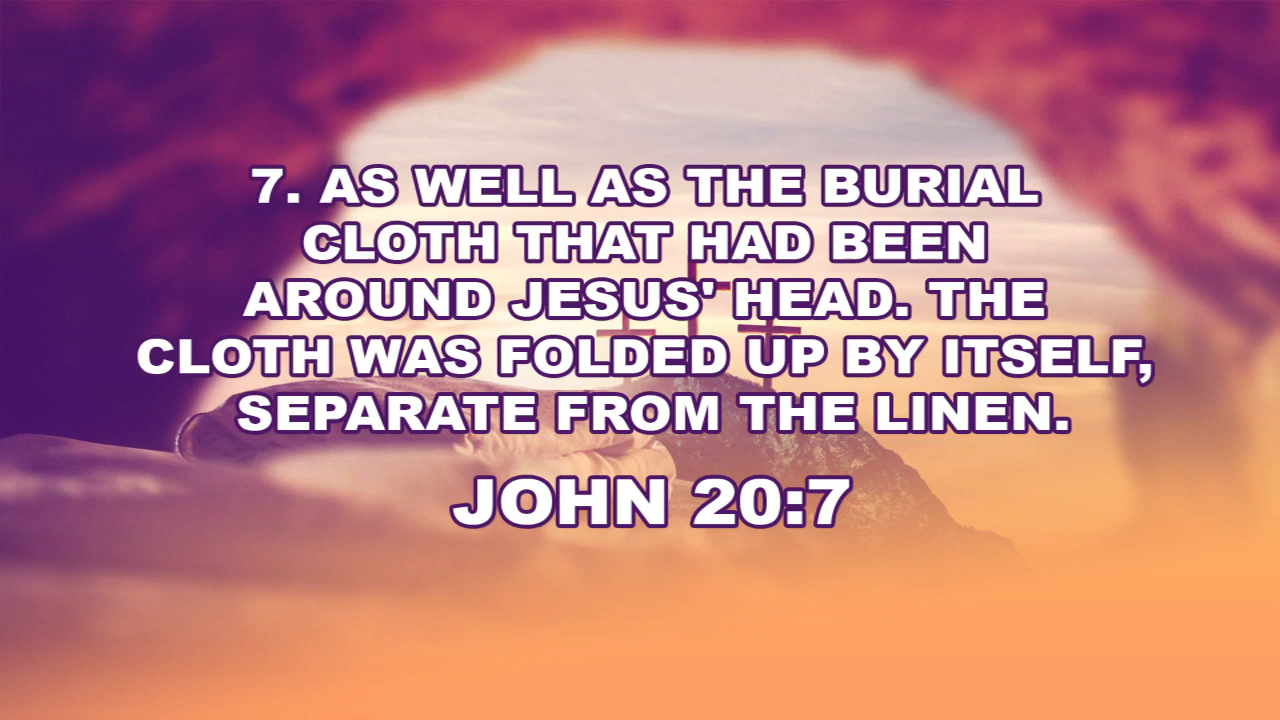 7. AS WELL AS THE BURIAL
CLOTH THAT HAD BEEN
AROUND JESUS' HEAD. THE
CLOTH WAS FOLDED UP BY ITSELF,
SEPARATE FROM THE LINEN.
JOHN 20:7